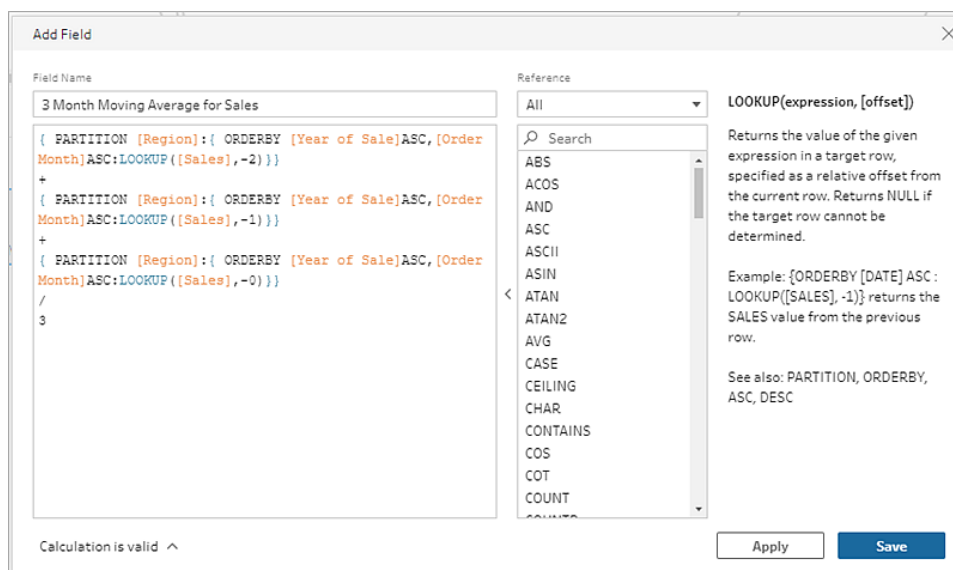 Add Field
Field Name
3 Month Moving Average for Sales
{ PARTITION [Region]:{ ORDERBY [Year of Sale]ASC,[Order
Month]ASC:LOOKUP([Sales],-2)}}
+
{ PARTITION [Region]:{ ORDERBY [Year of Sale]ASC,[Order
Month]ASC:LOOKUP([Sales],-1)}}
+
{ PARTITION [Region]:{ ORDERBY [Year of Sale]ASC,[Order
Month]ASC:LOOKUP([Sales],-0)}}
/
3
Reference
All
Search
ABS
ACOS
AND
ASC
ASCII
ASIN
ATAN
ATAN2
AVG
CASE
CEILING
CHAR
CONTAINS
COS
COT
COUNT
LOOKUP(expression, [offset])
Returns the value of the given
expression in a target row,
specified as a relative offset from
the current row. Returns NULL if
the target row cannot be
determined.
Example: {ORDERBY [DATE] ASC :
LOOKUP([SALES], -1)} returns the
SALES value from the previous
row.
See also: PARTITION, ORDERBY,
ASC, DESC
Calculation is valid
Apply
Save